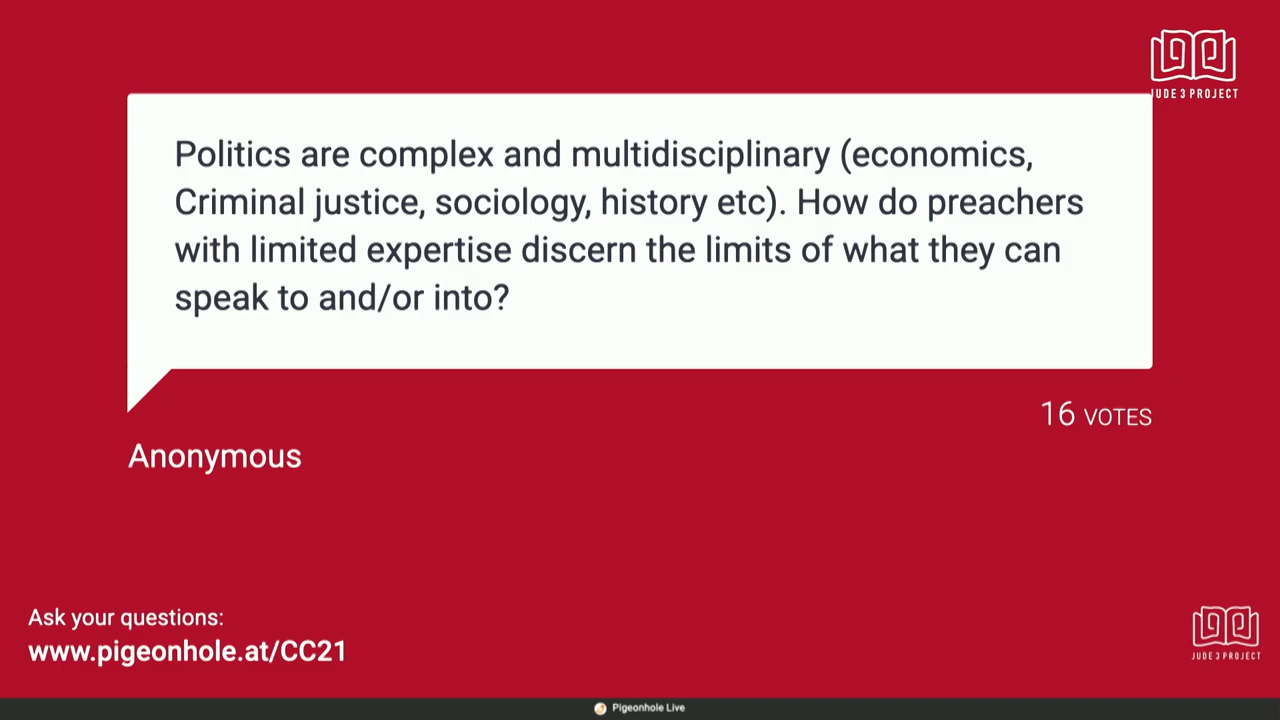 JUDE 3 PROJECT
Politics are complex and multidisciplinary (economics,
Criminal justice, sociology, history etc). How do preachers
with limited expertise discern the limits of what they can
speak to and/or into?
16 VOTES
Anonymous
Ask your questions:
www.pigeonhole.at/CC21
JUDE 3 PROJECT
Pigeonhole Live